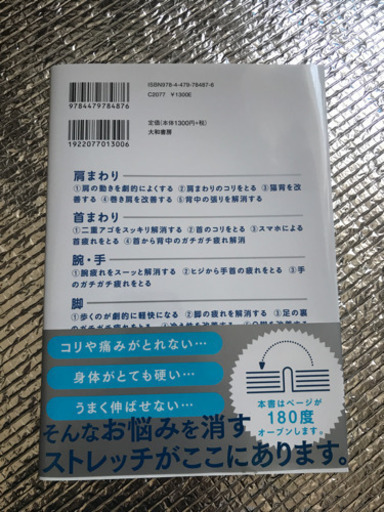 ISBN978-4-479-78487-6
C2077 ¥1300E
9784479784876
定価(本体1300円+税)
大和書房
1922077013006
肩まわり
①肩の動きを劇的によくする ②肩まわりのコリをとる ③猫背を改
善する ④巻き肩を改善する ⑤背中の張りを解消する
首まわり
①二重アゴをスッキリ解消する ②首のコリをとる ③スマホによる
首疲れをとる ④首から背中のガチガチ疲れ解消
腕・手
①腕疲れをスーッと解消する ②ヒジから手首の疲れをとる ③手
のガチガチ疲れをとる
脚
①歩くのが劇的に軽快になる ②脚の疲れを解消する ③足の裏
コリや痛みがとれない…
身体がとても硬い…
うまく伸ばせない…
本書はページが
180度
オープンします。
そんなお悩みを消す
ストレッチがここにあります。